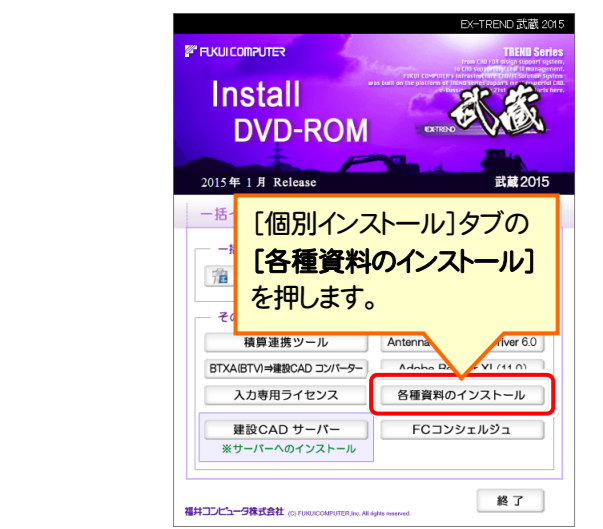 EX-TREND 武蔵 2015
FUKUI COMPUTER
TREND Series
Install
DVD-ROM
EX-TREND
武蔵
2015年 1月 Release
武蔵2015
一括
[個別インストール]タブの
[各種資料のインストール]
を押します。
積算連携ツール
Antenna
river 6.0
BTXA(BTV)⇒建設CAD コンバーター
Adobe Reader XI (11.0)
入力専用ライセンス
各種資料のインストール
建設CAD サーバー
FCコンシェルジュ
※サーバーへのインストール
終了
福井コンピュータ株式会社 (C) FUKUICOMPUTER,Inc. All rights reserved.